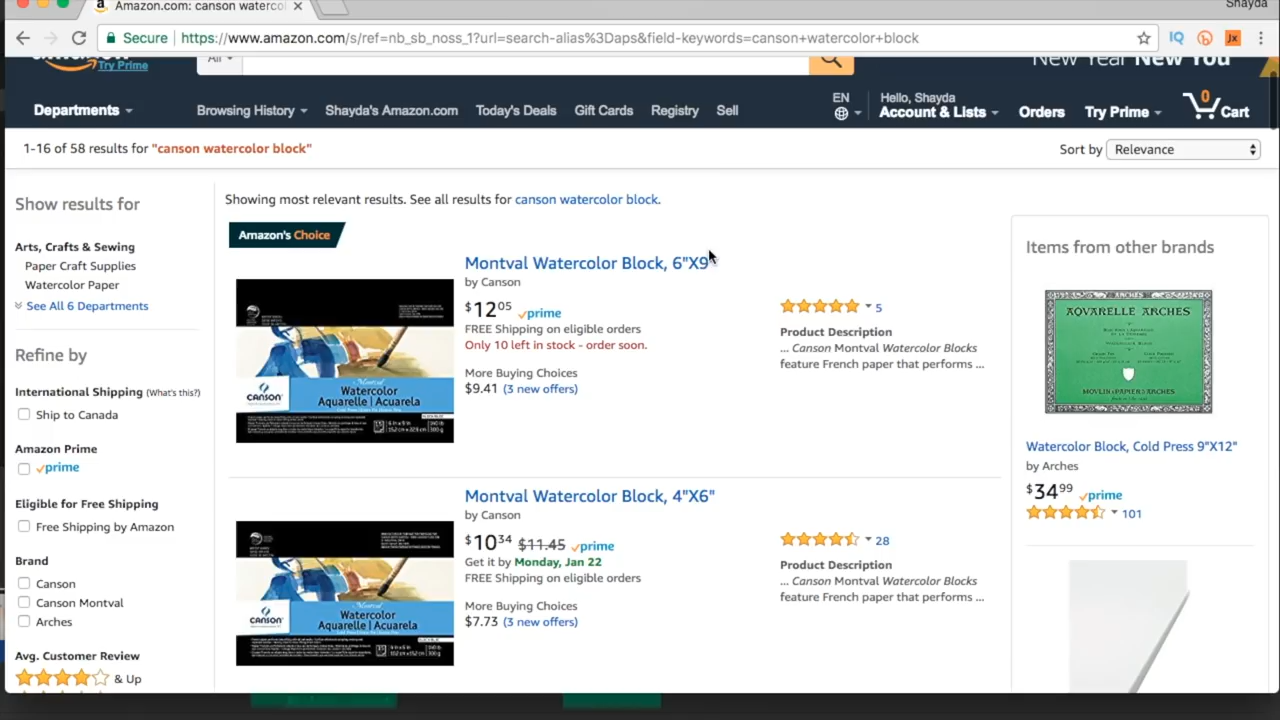 Amazon.com: canson waterco
Shayda
Secure
https://www.amazon.com/s/ref=nb_sb_noss_1?url=search-alias%3Daps&field-keywords=canson+watercolor+block
Try Prime
All
New Year New You
Departments
Browsing History
Shayda's Amazon.com
Today's Deals
Gift Cards
Registry
Sell
EN
Hello, Shayda
Account & Lists
Orders
Try Prime
0
Cart
1-16 of 58 results for "canson watercolor block"
Sort by Relevance
Show results for
Arts, Crafts & Sewing
Paper Craft Supplies
Watercolor Paper
See All 6 Departments
Refine by
International Shipping (What's this?)
Ship to Canada
Amazon Prime
prime
Eligible for Free Shipping
Free Shipping by Amazon
Brand
Canson
Canson Montval
Arches
Avg. Customer Review
& Up
Showing most relevant results. See all results for canson watercolor block.
Amazon's Choice
Montval
Watercolor
Aquarelle | Acuarela
CANSON
Montval Watercolor Block, 6"X9"
by Canson
$12 05 prime
FREE Shipping on eligible orders
Only 10 left in stock - order soon.
More Buying Choices
$9.41 (3 new offers)
5
Product Description
... Canson Montval Watercolor Blocks
feature French paper that performs ...
Montval
Watercolor
Aquarelle | Acuarela
CANSON
Montval Watercolor Block, 4"X6"
by Canson
$10 34 $11.45 prime
Get it by Monday, Jan 22
FREE Shipping on eligible orders
More Buying Choices
$7.73 (3 new offers)
28
Product Description
... Canson Montval Watercolor Blocks
feature French paper that performs ...
Items from other brands
AQVARELLE ARCHES
Watercolor Block, Cold Press 9"X12"
by Arches
$34 99 prime
101